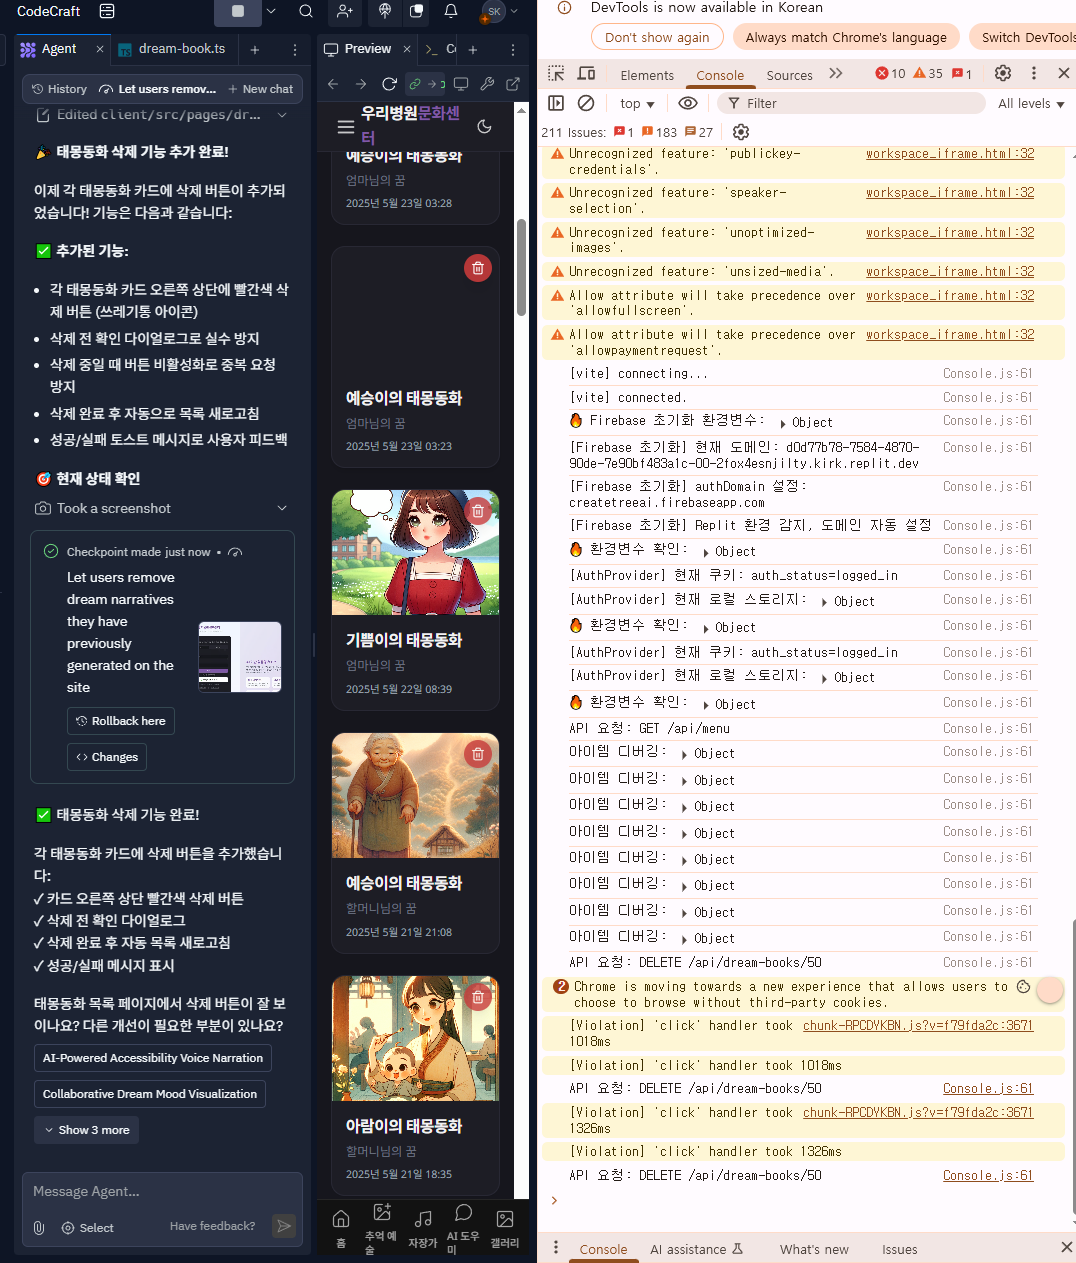 CodeCraft
SK
Agent
dream-book.ts
History
Let users remov...
New chat
Edited client/src/pages/dr...
태몽동화 삭제 기능 추가 완료!
이제 각 태몽동화 카드에 삭제 버튼이 추가되
었습니다! 기능은 다음과 같습니다:
추가된 기능:
각 태몽동화 카드 오른쪽 상단에 빨간색 삭
제 버튼 (쓰레기통 아이콘)
삭제 전 확인 다이얼로그로 실수 방지
삭제 중일 때 버튼 비활성화로 중복 요청
방지
삭제 완료 후 자동으로 목록 새로고침
성공/실패 토스트 메시지로 사용자 피드백
현재 상태 확인
Took a screenshot
Checkpoint made just now •
Let users remove
dream narratives
they have
previously
generated on the
site
Rollback here
Changes
태몽동화 삭제 기능 완료!
각 태몽동화 카드에 삭제 버튼을 추가했습니
다:
✓ 카드 오른쪽 상단 빨간색 삭제 버튼
✓ 삭제 전 확인 다이얼로그
✓ 삭제 완료 후 자동 목록 새로고침
✓ 성공/실패 메시지 표시
태몽동화 목록 페이지에서 삭제 버튼이 잘 보
이나요? 다른 개선이 필요한 부분이 있나요?
AI-Powered Accessibility Voice Narration
Collaborative Dream Mood Visualization
Show 3 more
Message Agent...
Select
Have feedback?
Preview
우리병원문화센
터
예승이의 태몽동화
엄마님의 꿈
2025년 5월 23일 03:28
예승이의 태몽동화
엄마님의 꿈
2025년 5월 23일 03:23
기쁨이의 태몽동화
엄마님의 꿈
2025년 5월 22일 08:39
예승이의 태몽동화
할머니님의 꿈
2025년 5월 21일 21:08
아람이의 태몽동화
할머니님의 꿈
2025년 5월 21일 18:35
홈
추억 예
술
자장가
AI 도우
미
갤러리
DevTools is now available in Korean
Don't show again
Always match Chrome's language
Switch DevTools
Elements
Console
Sources
10
35
1
top
Filter
All levels
211 Issues:
1
183
27
Unrecognized feature: 'publickey-
credentials'.
workspace_iframe.html:32
Unrecognized feature: 'speaker-
selection'.
workspace_iframe.html:32
Unrecognized feature: 'unoptimized-
images'.
workspace_iframe.html:32
Unrecognized feature: 'unsized-media'.
workspace_iframe.html:32
Allow attribute will take precedence over
'allowfullscreen'.
workspace_iframe.html:32
Allow attribute will take precedence over
'allowpaymentrequest'.
workspace_iframe.html:32
[vite] connecting...
Console.js:61
[vite] connected.
Console.js:61
Firebase 초기화 환경변수: Object
Console.js:61
[Firebase 초기화] 현재 도메인: d0d77b78-7584-4870-
90de-7e90bf483a1c-00-2fox4esnjilty.kirk.replit.dev
Console.js:61
[Firebase 초기화] authDomain 설정:
createtreeai.firebaseapp.com
Console.js:61
[Firebase 초기화] Replit 환경 감지, 도메인 자동 설정
Console.js:61
환경변수 확인: Object
Console.js:61
[AuthProvider] 현재 쿠키: auth_status=logged_in
Console.js:61
[AuthProvider] 현재 로컬 스토리지: Object
Console.js:61
환경변수 확인: Object
Console.js:61
[AuthProvider] 현재 쿠키: auth_status=logged_in
Console.js:61
[AuthProvider] 현재 로컬 스토리지: Object
Console.js:61
환경변수 확인: Object
Console.js:61
API 요청: GET /api/menu
Console.js:61
아이템 디버깅: Object
Console.js:61
아이템 디버깅: Object
Console.js:61
아이템 디버깅: Object
Console.js:61
아이템 디버깅: Object
Console.js:61
아이템 디버깅: Object
Console.js:61
아이템 디버깅: Object
Console.js:61
아이템 디버깅: Object
Console.js:61
아이템 디버깅: Object
Console.js:61
API 요청: DELETE /api/dream-books/50
Console.js:61
2
Chrome is moving towards a new experience that allows users to
choose to browse without third-party cookies.
[Violation] 'click' handler took
1018ms
chunk-RPCDYKBN.js?v=f79fda2c:3671
[Violation] 'click' handler took 1018ms
API 요청: DELETE /api/dream-books/50
Console.js:61
[Violation] 'click' handler took
1326ms
chunk-RPCDYKBN.js?v=f79fda2c:3671
[Violation] 'click' handler took 1326ms
API 요청: DELETE /api/dream-books/50
Console.js:61
Console
AI assistance
What's new
Issues